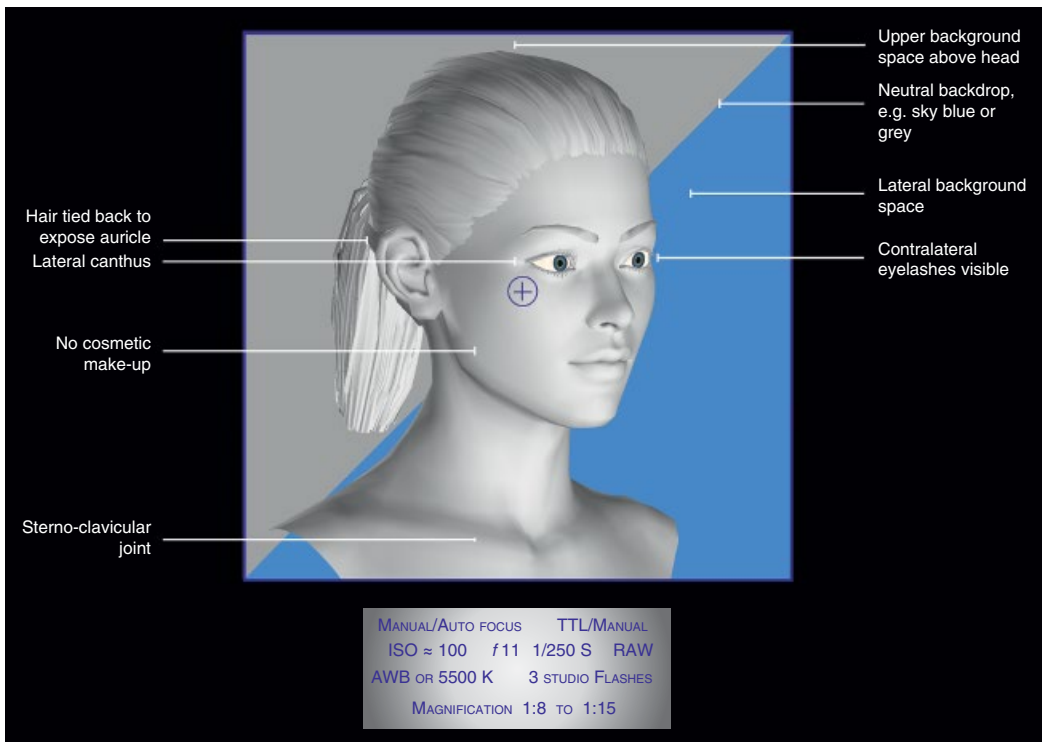 Upper background
space above head
Neutral backdrop,
e.g. sky blue or
grey
Lateral background
space
Hair tied back to
expose auricle
Lateral canthus
Contralateral
eyelashes visible
No cosmetic
make-up
Sterno-clavicular
joint
Manual/Auto focus TTL/Manual
ISO ≈ 100 f 11 1/250 S RAW
AWB or 5500 K 3 studio Flashes
Magnification 1:8 to 1:15